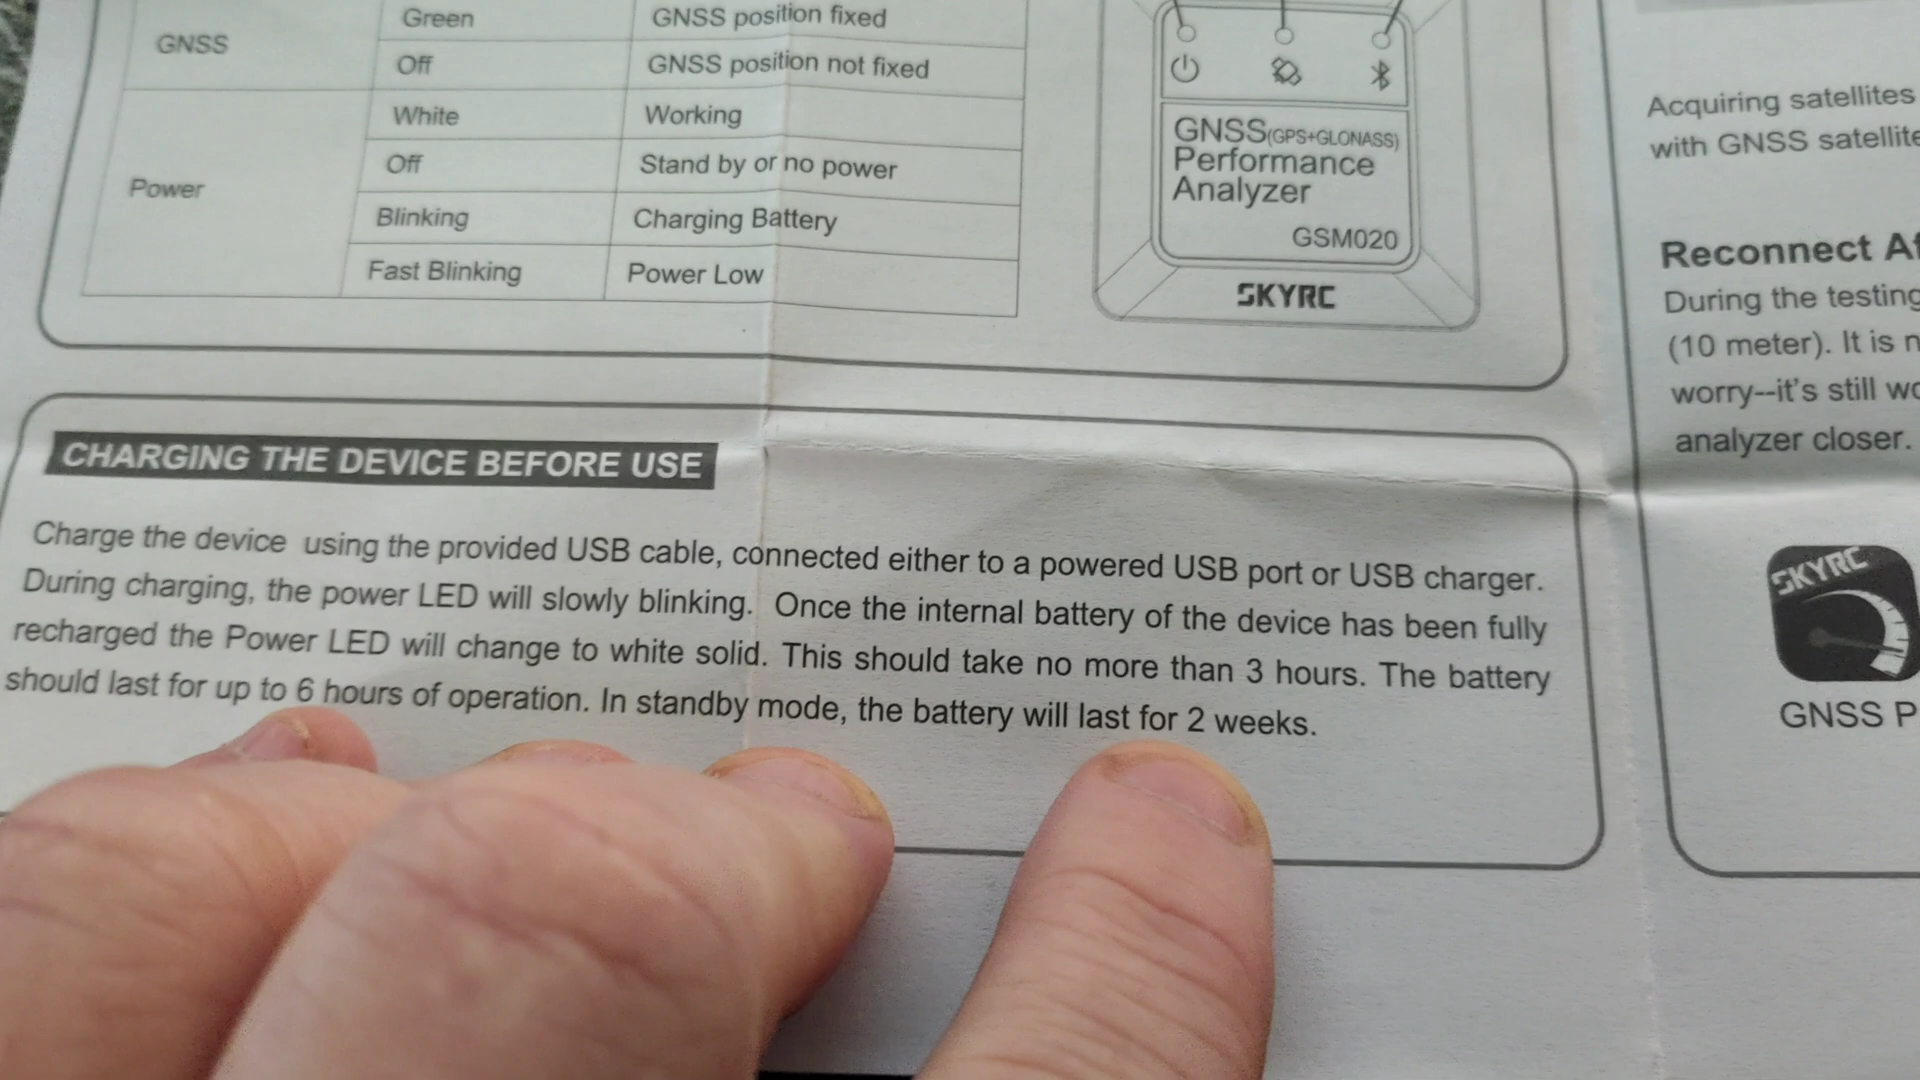 GNSS
Green
GNSS position fixed
Off
GNSS position not fixed
Power
White
Working
Off
Stand by or no power
Blinking
Charging Battery
Fast Blinking
Power Low
GNSS(GPS+GLONASS)
Performance
Analyzer
GSM020
SKYRC
CHARGING THE DEVICE BEFORE USE
Charge the device using the provided USB cable, connected either to a powered USB port or USB charger.
During charging, the power LED will slowly blinking. Once the internal battery of the device has been fully
recharged the Power LED will change to white solid. This should take no more than 3 hours. The battery
should last for up to 6 hours of operation. In standby mode, the battery will last for 2 weeks.
Acquiring satellites
with GNSS satellite
Reconnect Af
During the testing
(10 meter). It is n
worry--it's still wo
analyzer closer.
SKYRC
GNSS P